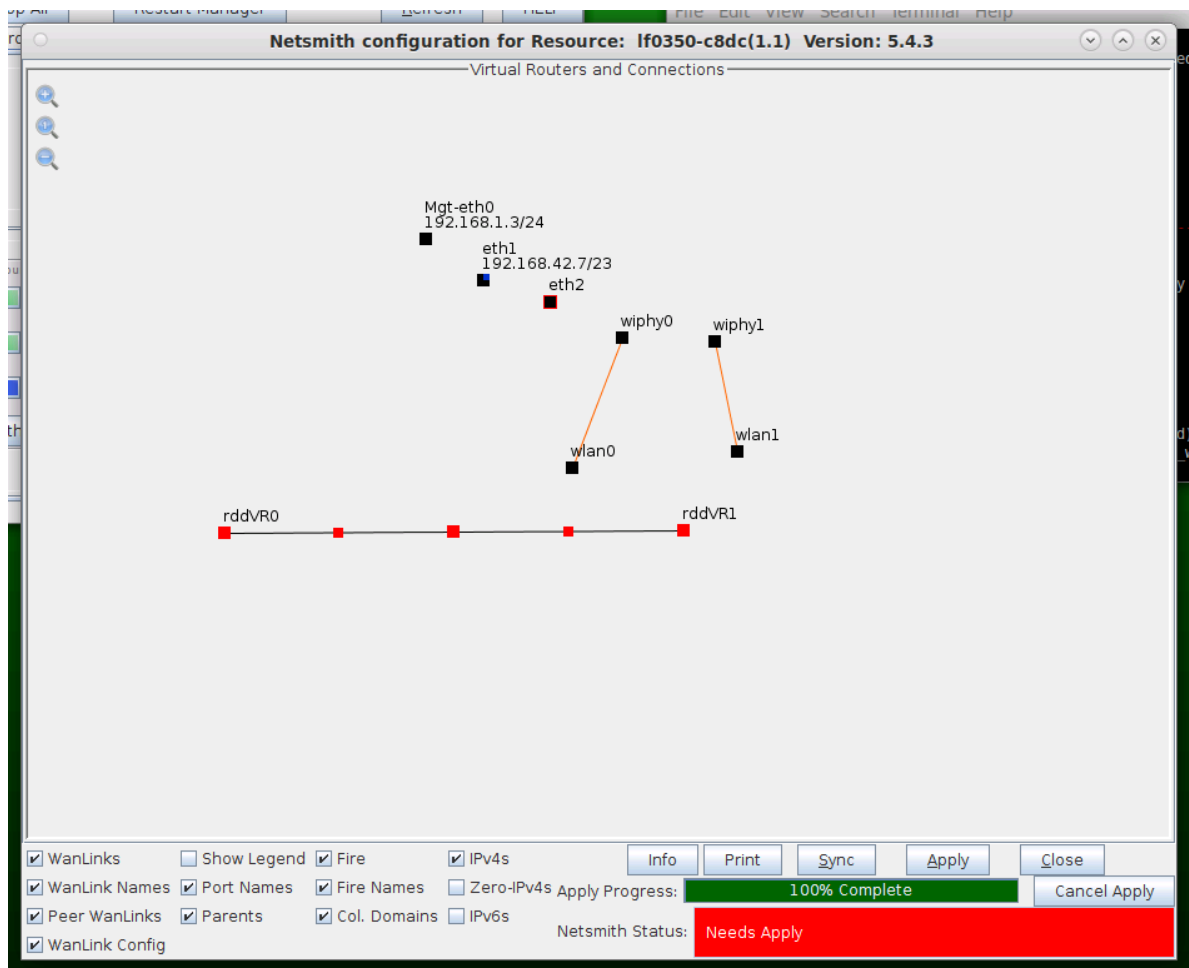 Restart Manager
Refresh
HELP
File Edit View Search Terminal Help
Netsmith configuration for Resource: lf0350-c8dc(1.1) Version: 5.4.3
Virtual Routers and Connections
Mgt-eth0
192.168.1.3/24
eth1
192.168.42.7/23
eth2
wiphy0
wiphy1
wlan1
wlan0
rddVR0
rddVR1
WanLinks
Show Legend
Fire
IPv4s
Info
Print
Sync
Apply
Close
WanLink Names
Port Names
Fire Names
Zero-IPv4s
Apply Progress:
100% Complete
Cancel Apply
Peer WanLinks
Parents
Col. Domains
IPv6s
Netsmith Status:
Needs Apply
WanLink Config